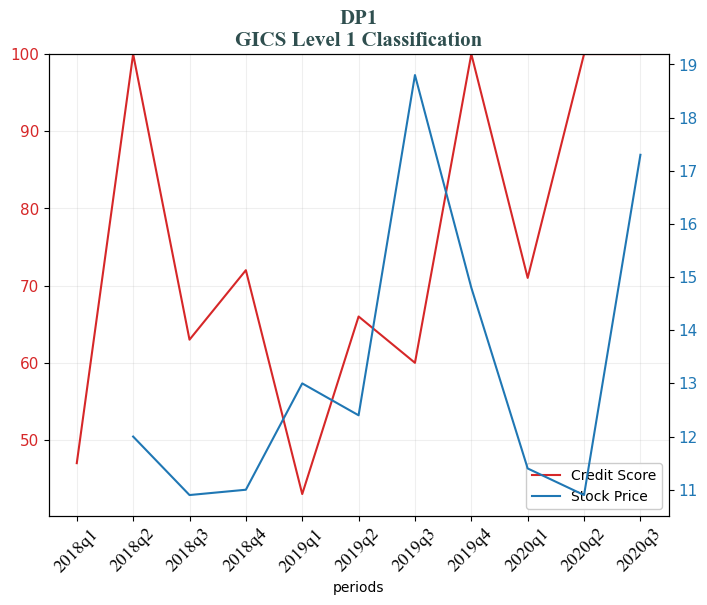 DP1
GICS Level 1 Classification
100
90
80
70
60
50
19
18
17
16
15
14
13
12
11
Credit Score
Stock Price
2018q1
2018q2
2018q3
2018q4
2019q1
2019q2
2019q3
2019q4
2020q1
2020q2
2020q3
periods